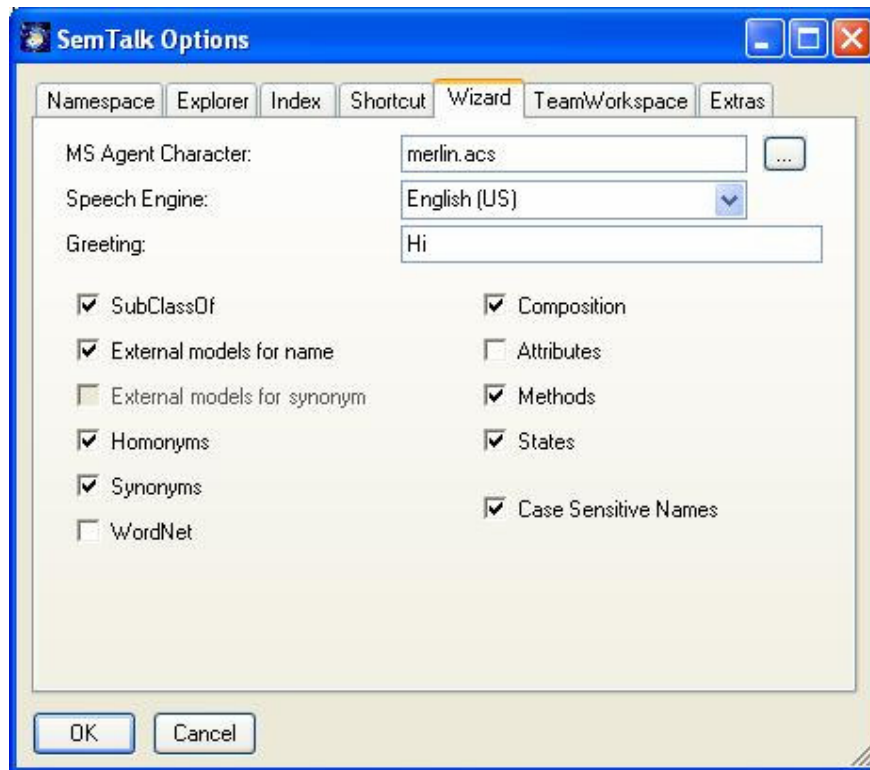 SemTalk Options
Namespace Explorer Index Shortcut Wizard TeamWorkspace Extras
MS Agent Character: merlin.acs ...
Speech Engine: English (US)
Greeting: Hi
SubClassOf Composition
External models for name Attributes
External models for synonym Methods
Homonyms States
Synonyms
Case Sensitive Names
WordNet
OK Cancel